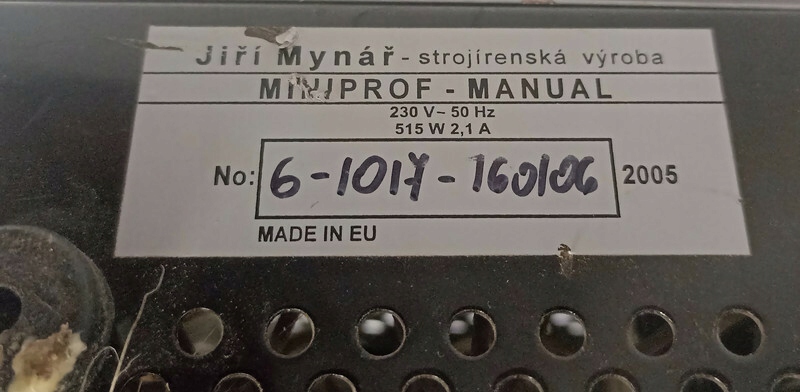 Jiří Mynář - strojírenská výroba
MINIPROF - MANUAL
230 V~ 50 Hz
515 W 2,1 A
No: 6-1017-160106 2005
MADE IN EU